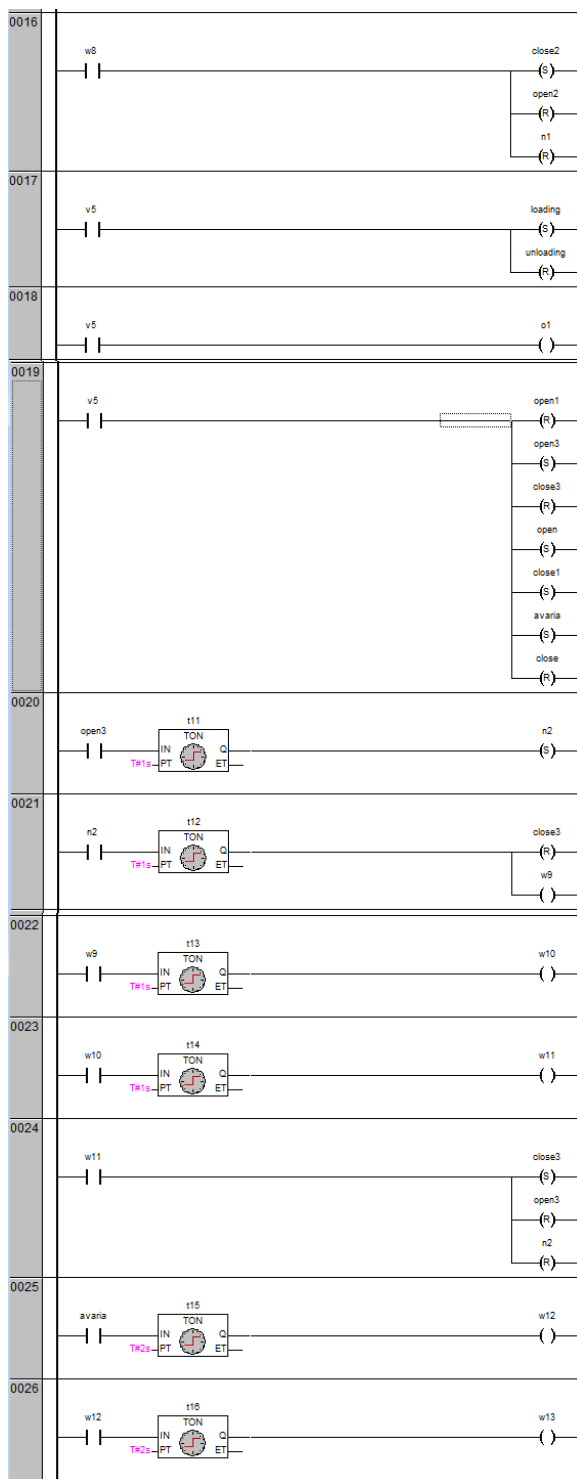 0016
w8 close2
S
open2
R
n1
R
0017
v5 loading
S
unloading
R
0018
v5 o1
0019
v5 open1
R
open3
S
close3
R
open
S
close1
S
avaria
S
close
R
0020
open3 t11 n2
TON
IN Q S
T#1s PT ET
0021
n2 t12 close3
TON
IN Q R
T#1s PT ET w9
0022
w9 t13 w10
TON
IN Q
T#1s PT ET
0023
w10 t14 w11
TON
IN Q
T#1s PT ET
0024
w11 close3
S
open3
R
n2
R
0025
avaria t15 w12
TON
IN Q
T#2s PT ET
0026
w12 t16 w13
TON
IN Q
T#2s PT ET